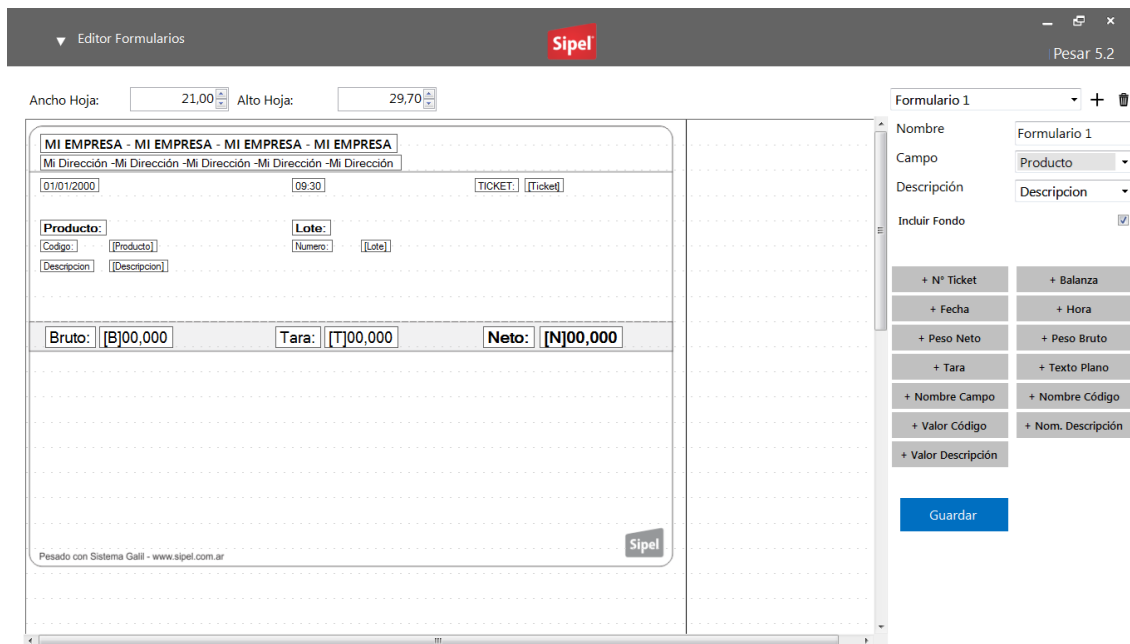 Editor Formularios
Sipel
Pesar 5.2
Ancho Hoja: 21,00 Alto Hoja: 29,70
Formulario 1
MI EMPRESA - MI EMPRESA - MI EMPRESA - MI EMPRESA
Mi Dirección -Mi Dirección -Mi Dirección -Mi Dirección -Mi Dirección
01/01/2000 09:30 TICKET: [Ticket]
Producto: Lote:
Codigo: [Producto] Numero: [Lote]
Descripcion [Descripcion]
Bruto: [B]00,000 Tara: [T]00,000 Neto: [N]00,000
Sipel
Pesado con Sistema Galil - www.sipel.com.ar
Nombre Formulario 1
Campo Producto
Descripción Descripcion
Incluir Fondo
+ N° Ticket + Balanza
+ Fecha + Hora
+ Peso Neto + Peso Bruto
+ Tara + Texto Plano
+ Nombre Campo + Nombre Código
+ Valor Código + Nom. Descripción
+ Valor Descripción
Guardar